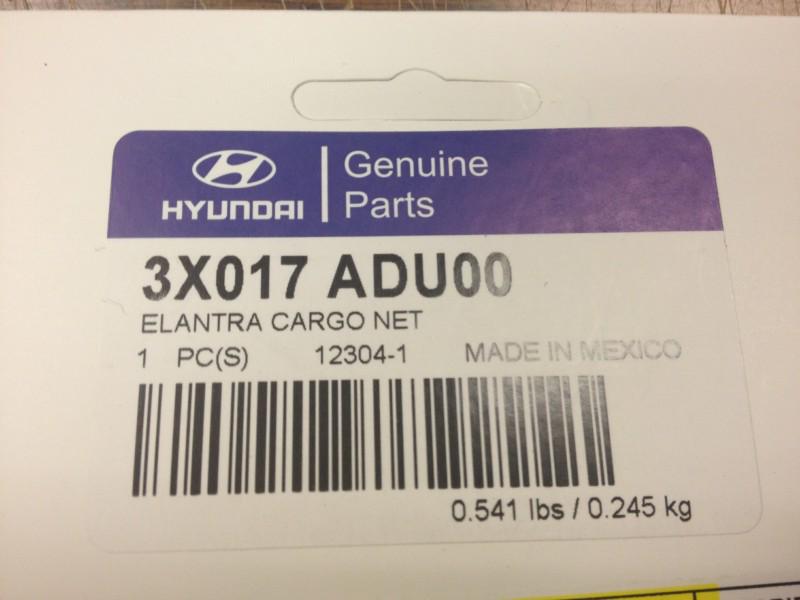 HYUNDAI
Genuine
Parts
3X017 ADU00
ELANTRA CARGO NET
1 PC(S) 12304-1 MADE IN MEXICO
0.541 lbs / 0.245 kg